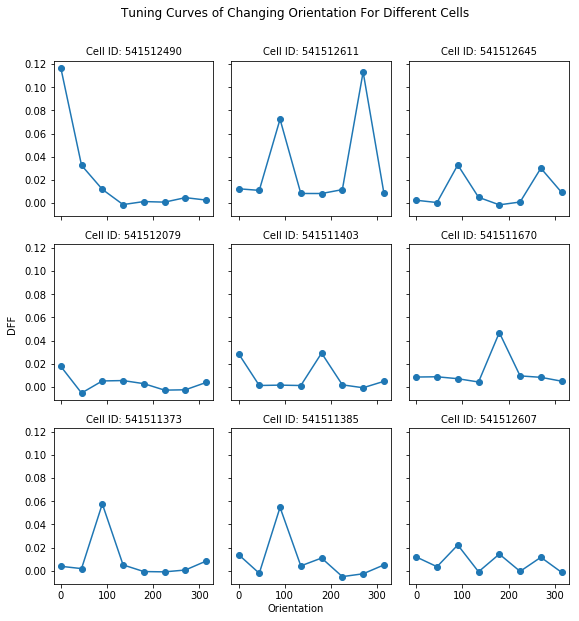 Tuning Curves of Changing Orientation For Different Cells
Cell ID: 541512490
Cell ID: 541512611
Cell ID: 541512645
0.12
0.10
0.08
0.06
0.04
0.02
0.00
Cell ID: 541512079
Cell ID: 541511403
Cell ID: 541511670
0.12
0.10
0.08
0.06
0.04
0.02
0.00
DFF
Cell ID: 541511373
Cell ID: 541511385
Cell ID: 541512607
0.12
0.10
0.08
0.06
0.04
0.02
0.00
0 100 200 300
0 100 200 300
0 100 200 300
Orientation